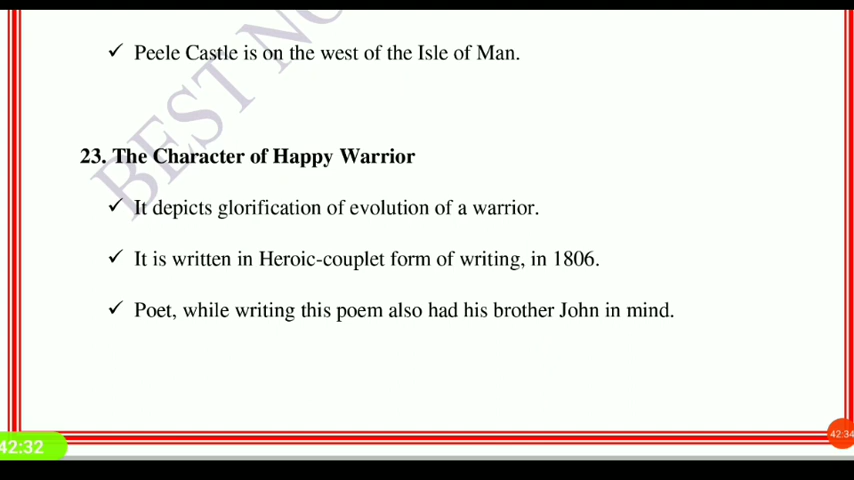 ✓ Peele Castle is on the west of the Isle of Man.
BEST NO
23. The Character of Happy Warrior
✓ It depicts glorification of evolution of a warrior.
✓ It is written in Heroic-couplet form of writing, in 1806.
✓ Poet, while writing this poem also had his brother John in mind.
42:32
42:34